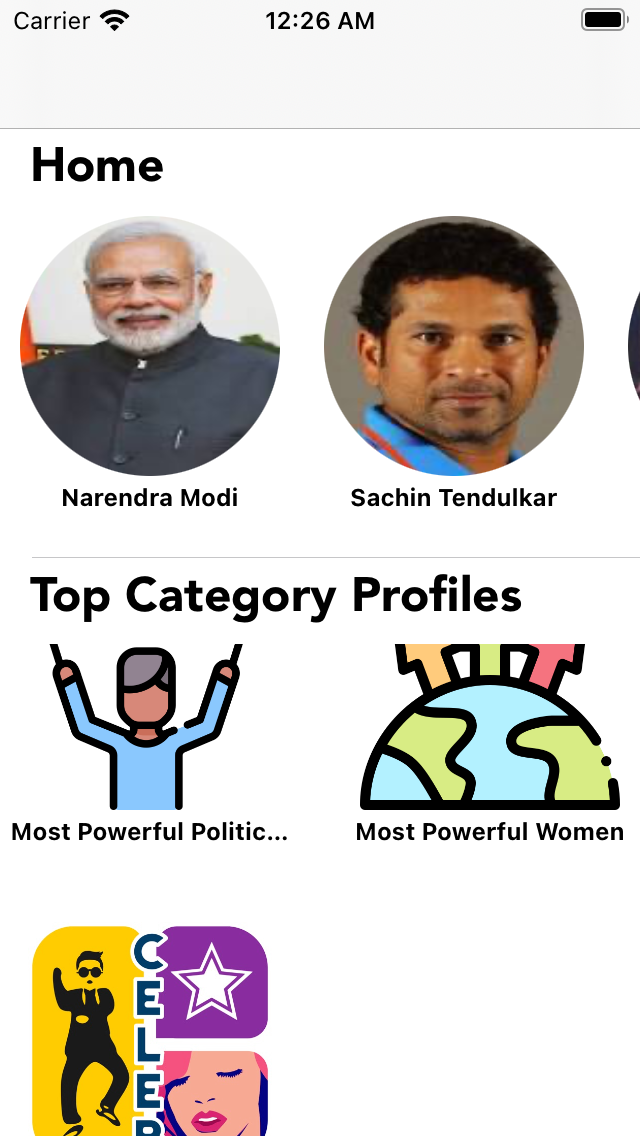 Carrier 12:26 AM
Home
Narendra Modi
Sachin Tendulkar
Top Category Profiles
Most Powerful Politic...
Most Powerful Women
CELEB